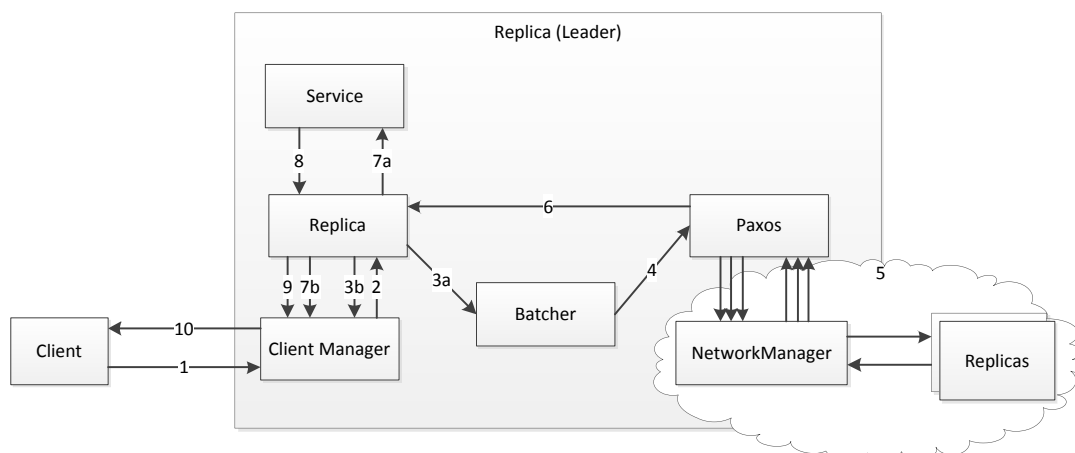 Replica (Leader)
Service
8
7a
Replica
6
Paxos
9
7b
3b
2
3a
4
5
Batcher
10
Client
1
Client Manager
NetworkManager
Replicas